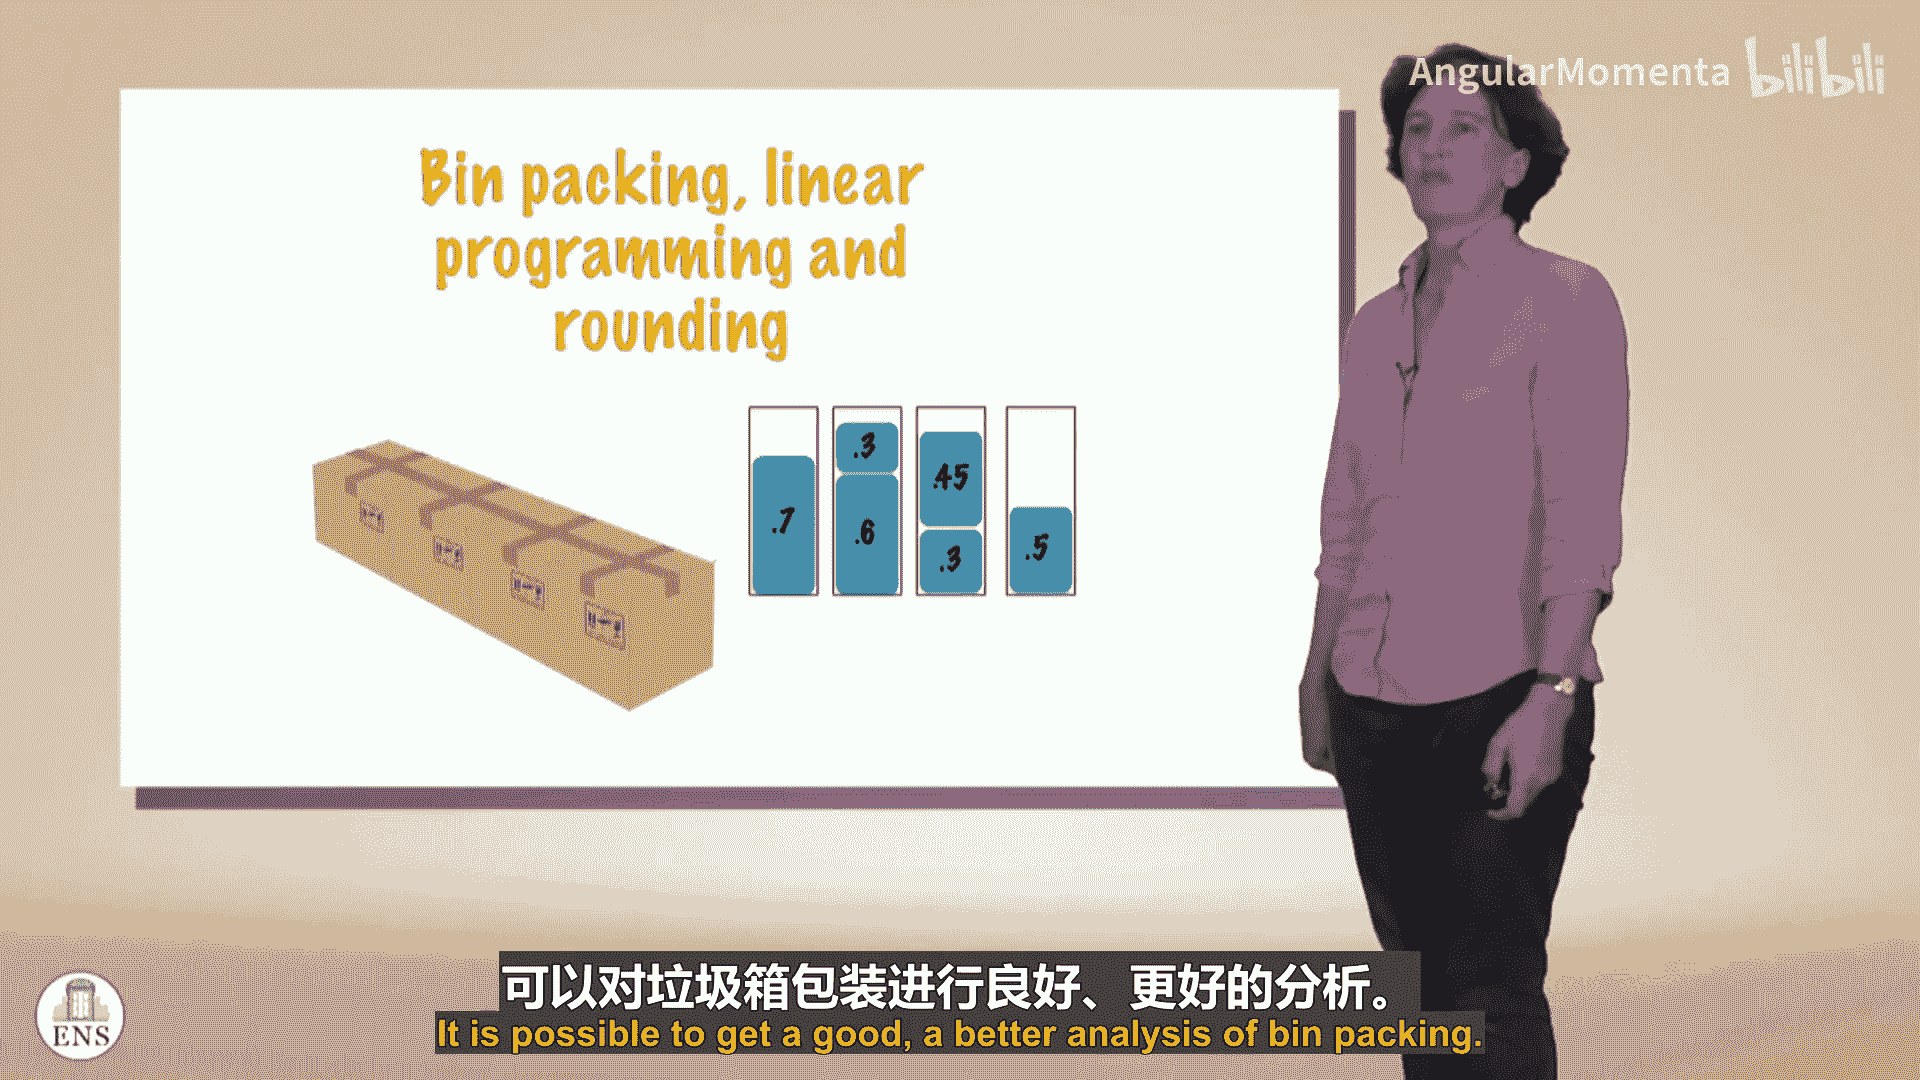 AngularMomenta bilibili
Bin packing, linear
programming and
rounding
.7
.3
.6
.45
.3
.5
ENS
可以对垃圾箱包装进行良好、更好的分析。
It is possible to get a good, a better analysis of bin packing.